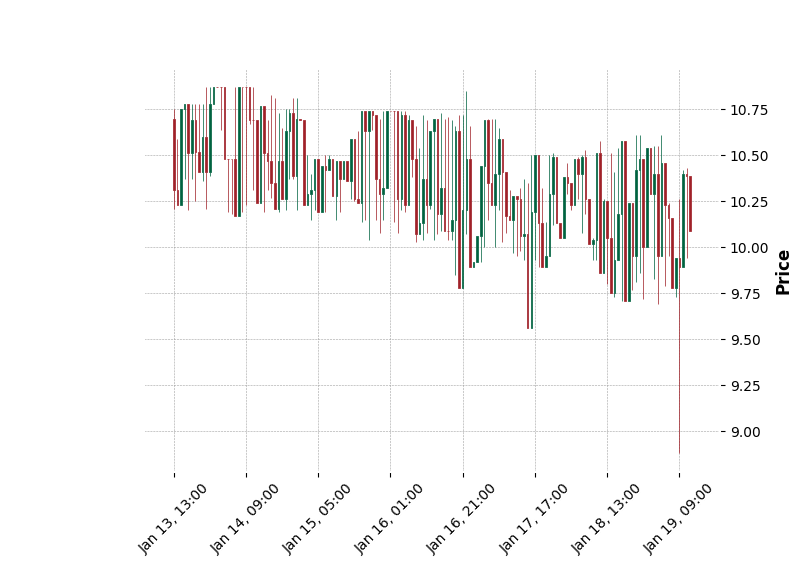 10.75
10.50
10.25
10.00
9.75
9.50
9.25
9.00
Price
Jan 13, 13:00
Jan 14, 09:00
Jan 15, 05:00
Jan 16, 01:00
Jan 16, 21:00
Jan 17, 17:00
Jan 18, 13:00
Jan 19, 09:00